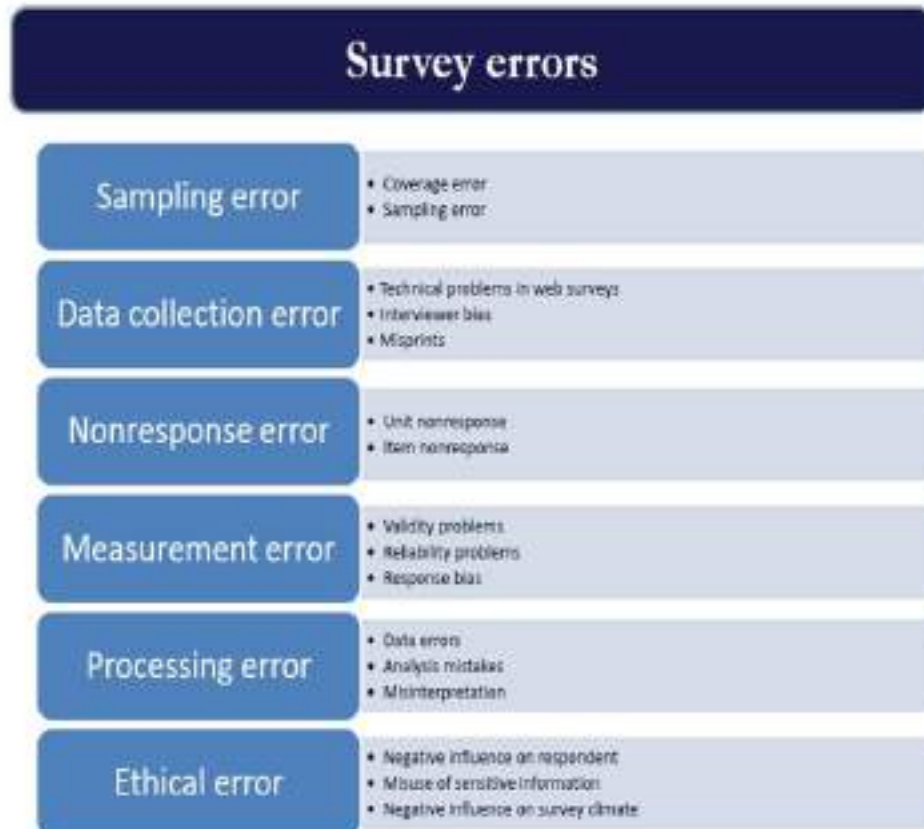 Survey errors
Sampling error
• Coverage error
• Sampling error
Data collection error
• Technical problems in web surveys
• Interviewer bias
• Misprints
Nonresponse error
• Unit nonresponse
• Item nonresponse
Measurement error
• Validity problems
• Reliability problems
• Response bias
Processing error
• Data errors
• Analysis mistakes
• Misinterpretation
Ethical error
• Negative influence on respondent
• Misuse of sensitive information
• Negative influence on survey climate